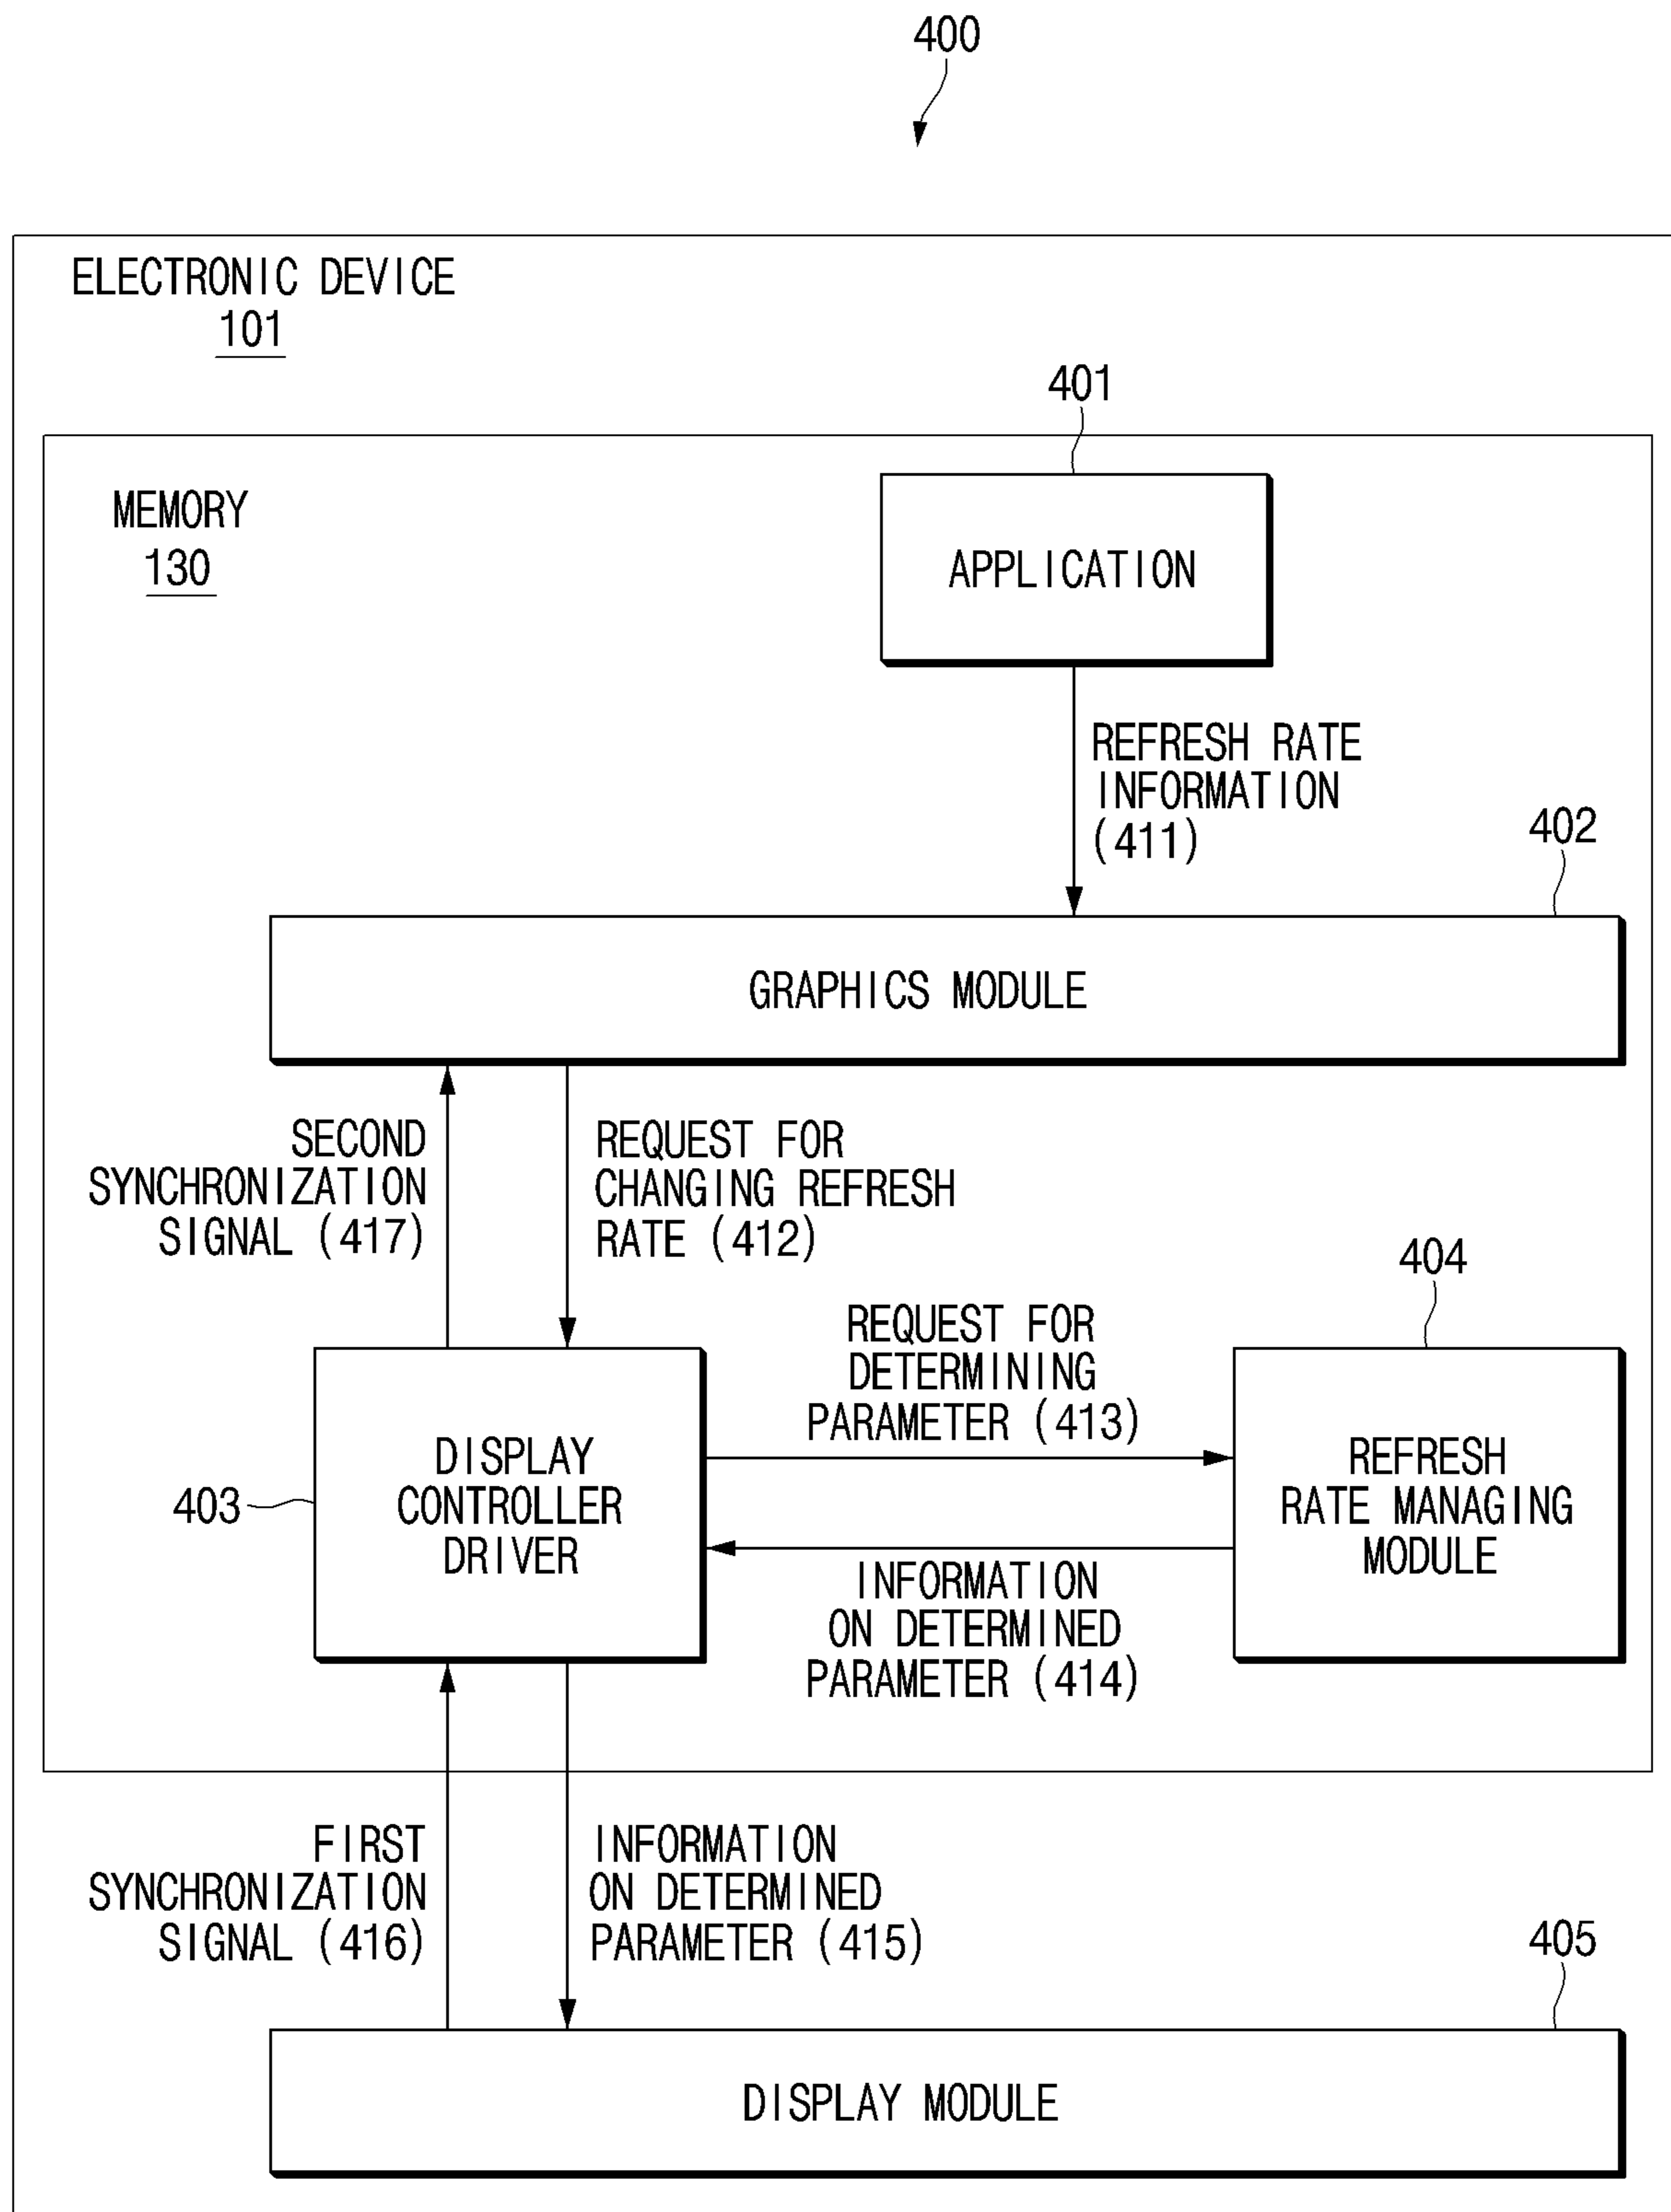 400
ELECTRONIC DEVICE
101
401
MEMORY
130
APPLICATION
REFRESH RATE
INFORMATION
(411)
402
GRAPHICS MODULE
SECOND
SYNCHRONIZATION
SIGNAL (417)
REQUEST FOR
CHANGING REFRESH
RATE (412)
404
REQUEST FOR
DETERMINING
PARAMETER (413)
403
DISPLAY
CONTROLLER
DRIVER
REFRESH
RATE MANAGING
MODULE
INFORMATION
ON DETERMINED
PARAMETER (414)
FIRST
SYNCHRONIZATION
SIGNAL (416)
INFORMATION
ON DETERMINED
PARAMETER (415)
405
DISPLAY MODULE